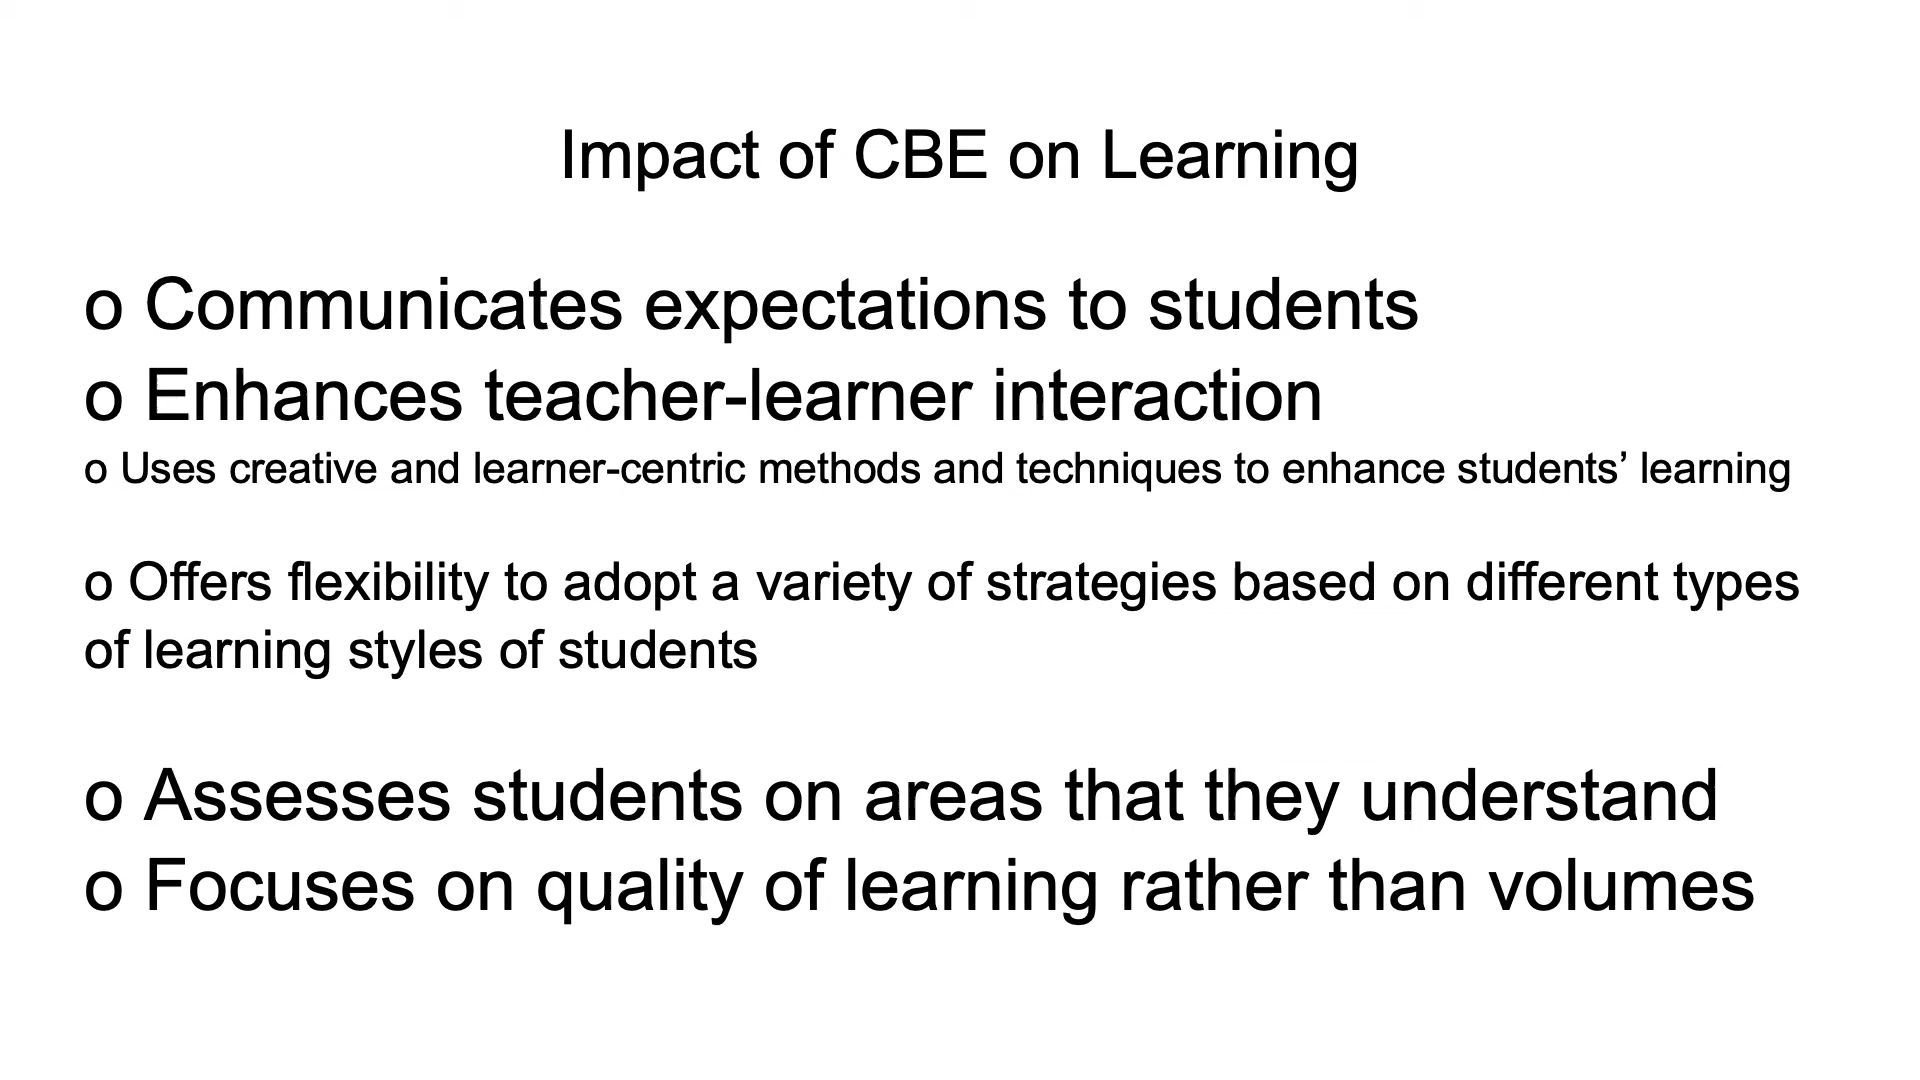 Impact of CBE on Learning
o Communicates expectations to students
o Enhances teacher-learner interaction
o Uses creative and learner-centric methods and techniques to enhance students’ learning
o Offers flexibility to adopt a variety of strategies based on different types
of learning styles of students
o Assesses students on areas that they understand
o Focuses on quality of learning rather than volumes